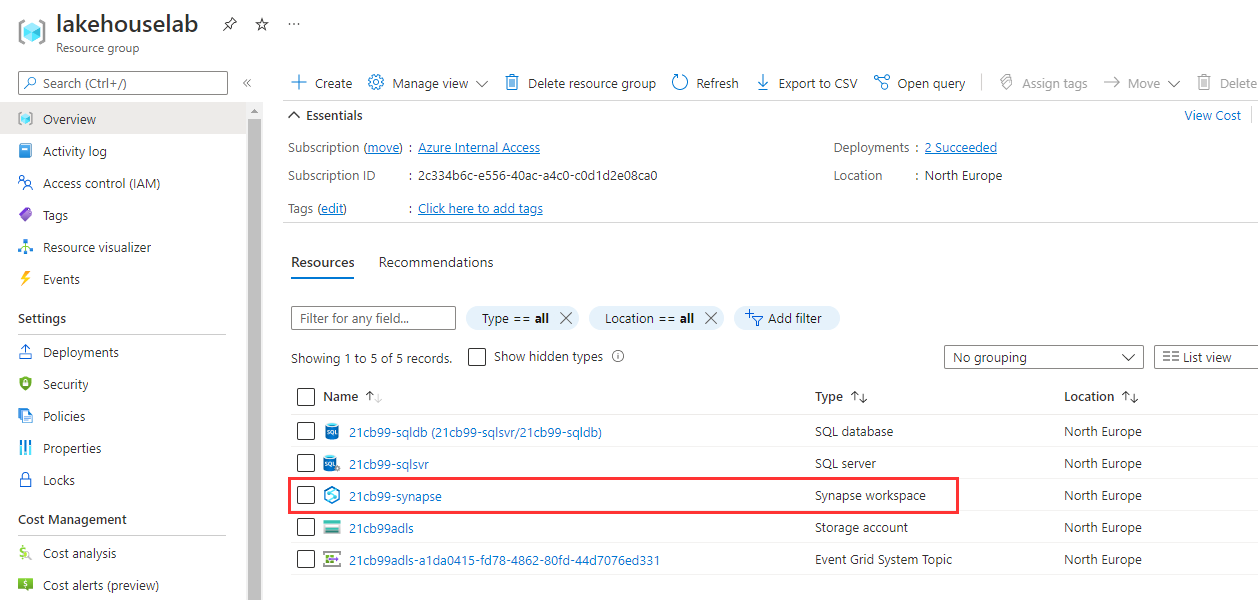 lakehouselab
Resource group
Search (Ctrl+/)
Overview
Activity log
Access control (IAM)
Tags
Resource visualizer
Events
Settings
Deployments
Security
Policies
Properties
Locks
Cost Management
Cost analysis
Cost alerts (preview)
Create Manage view Delete resource group Refresh Export to CSV Open query Assign tags Move Delete
Essentials View Cost
Subscription (move) : Azure Internal Access Deployments : 2 Succeeded
Subscription ID : 2c334b6c-e556-40ac-a4c0-c0d1d2e08ca0 Location : North Europe
Tags (edit) : Click here to add tags
Resources Recommendations
Filter for any field... Type == all Location == all Add filter
Showing 1 to 5 of 5 records. Show hidden types No grouping List view
Name Type Location
21cb99-sqldb (21cb99-sqlsvr/21cb99-sqldb) SQL database North Europe
21cb99-sqlsvr SQL server North Europe
21cb99-synapse Synapse workspace North Europe
21cb99adls Storage account North Europe
21cb99adls-a1da0415-fd78-4862-80fd-44d7076ed331 Event Grid System Topic North Europe